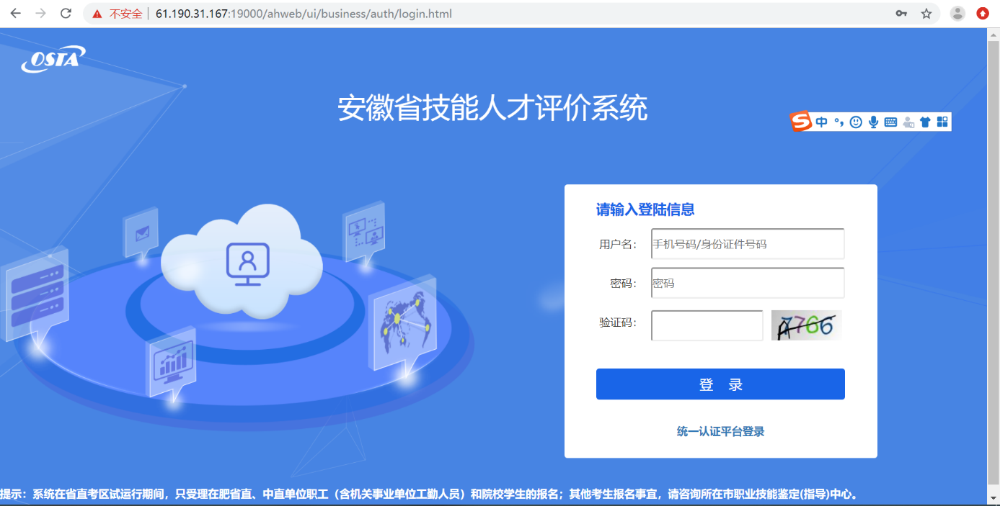 不安全 61.190.31.167:19000/ahweb/ui/business/auth/login.html
OSTA
安徽省技能人才评价系统
S 中 °,
请输入登陆信息
用户名： 手机号码/身份证件号码
密码： 密码
验证码： 7766
登 录
统一认证平台登录
提示：系统在省直考区试运行期间，只受理在肥省直、中直单位职工（含机关事业单位工勤人员）和院校学生的报名；其他考生报名事宜，请咨询所在市职业技能鉴定(指导)中心。